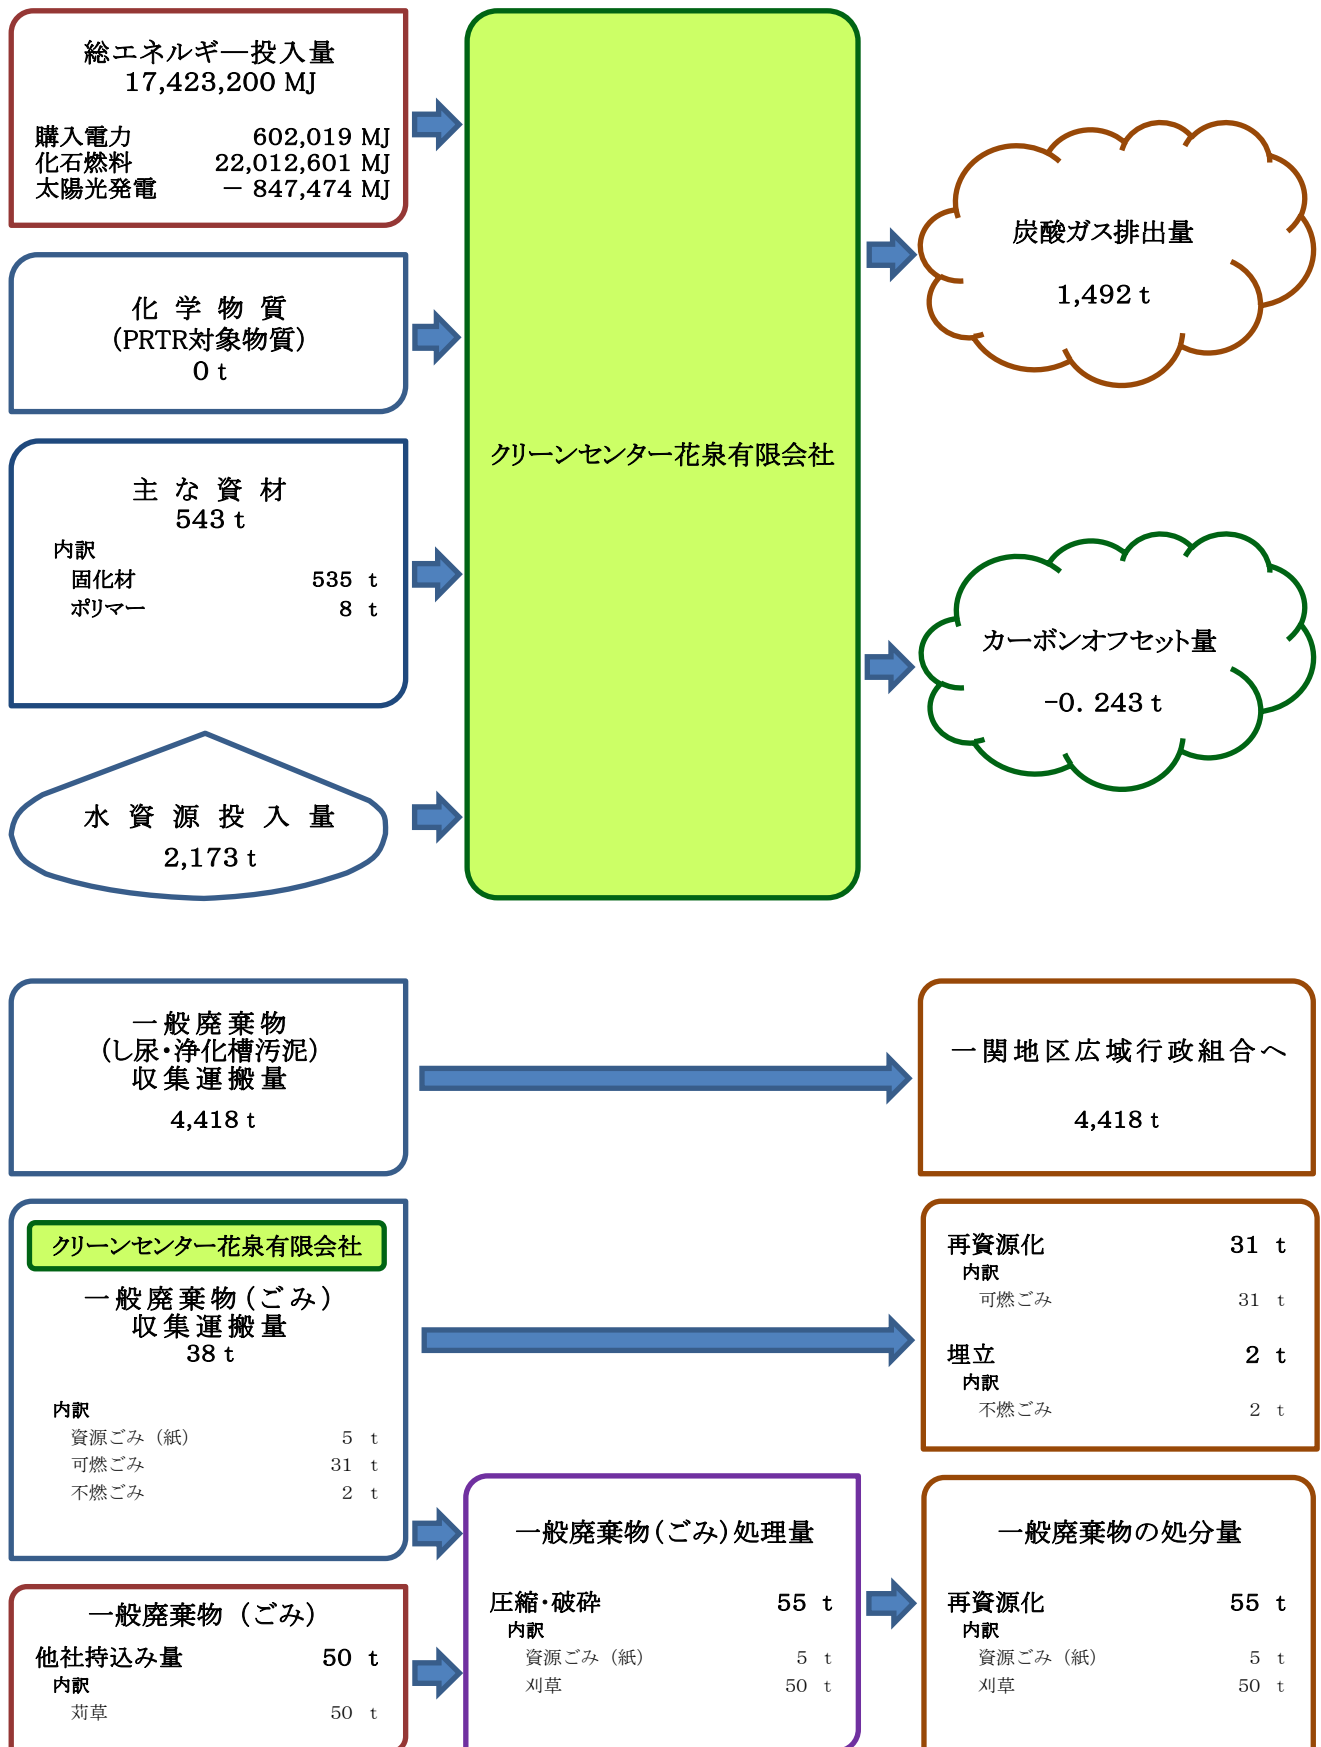 総エネルギー投入量
17,423,200 MJ
購入電力 602,019 MJ
化石燃料 22,012,601 MJ
太陽光発電 － 847,474 MJ
化 学 物 質
（PRTR対象物質）
0 t
主 な 資 材
543 t
内訳
固化材 535 t
ポリマー 8 t
水 資 源 投 入 量
2,173 t
クリーンセンター花泉有限会社
炭酸ガス排出量
1,492 t
カーボンオフセット量
-0. 243 t
一般廃棄物
（し尿・浄化槽汚泥）
収集運搬量
4,418 t
一関地区広域行政組合へ
4,418 t
クリーンセンター花泉有限会社
一般廃棄物（ごみ）
収集運搬量
38 t
内訳
資源ごみ（紙） 5 t
可燃ごみ 31 t
不燃ごみ 2 t
再資源化 31 t
内訳
可燃ごみ 31 t
埋立 2 t
内訳
不燃ごみ 2 t
一般廃棄物（ごみ）
他社持込み量 50 t
内訳
苅草 50 t
一般廃棄物（ごみ）処理量
圧縮・破砕 55 t
内訳
資源ごみ（紙） 5 t
刈草 50 t
一般廃棄物の処分量
再資源化 55 t
内訳
資源ごみ（紙） 5 t
刈草 50 t